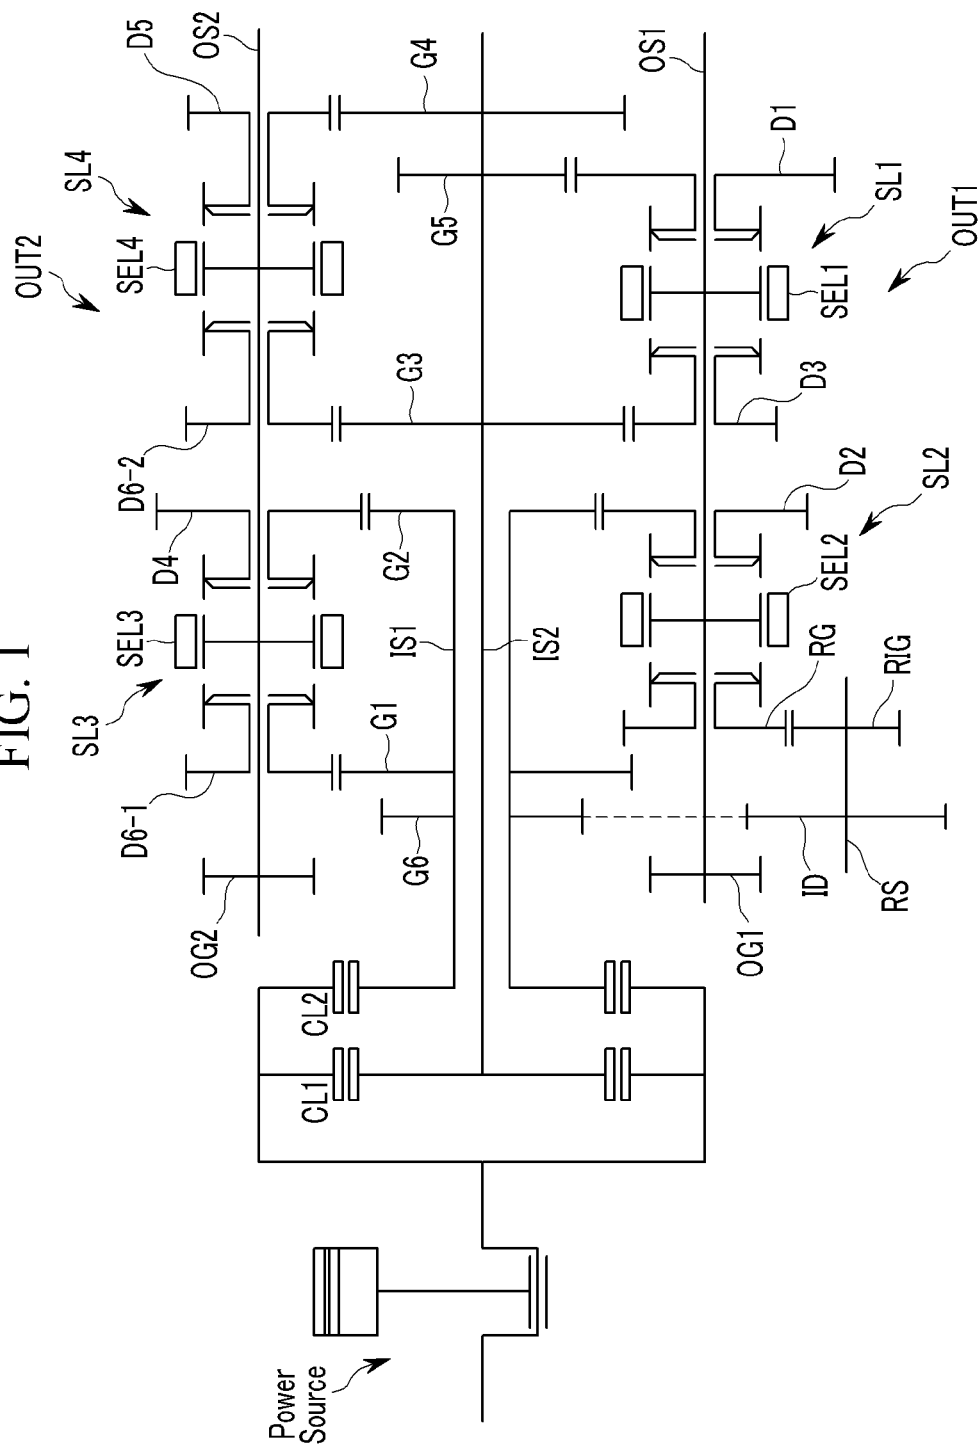 FIG. 1
OUT2
SL3
SEL3
SEL4
SL4
D6-1
D4
D6-2
D5
OG2
OS2
G6
G1
G2
G3
G5
G4
Power
Source
CL1
CL2
IS1
IS2
OS1
OG1
ID
RS
RG
RIG
SEL2
D2
SL2
D3
SEL1
SL1
D1
OUT1